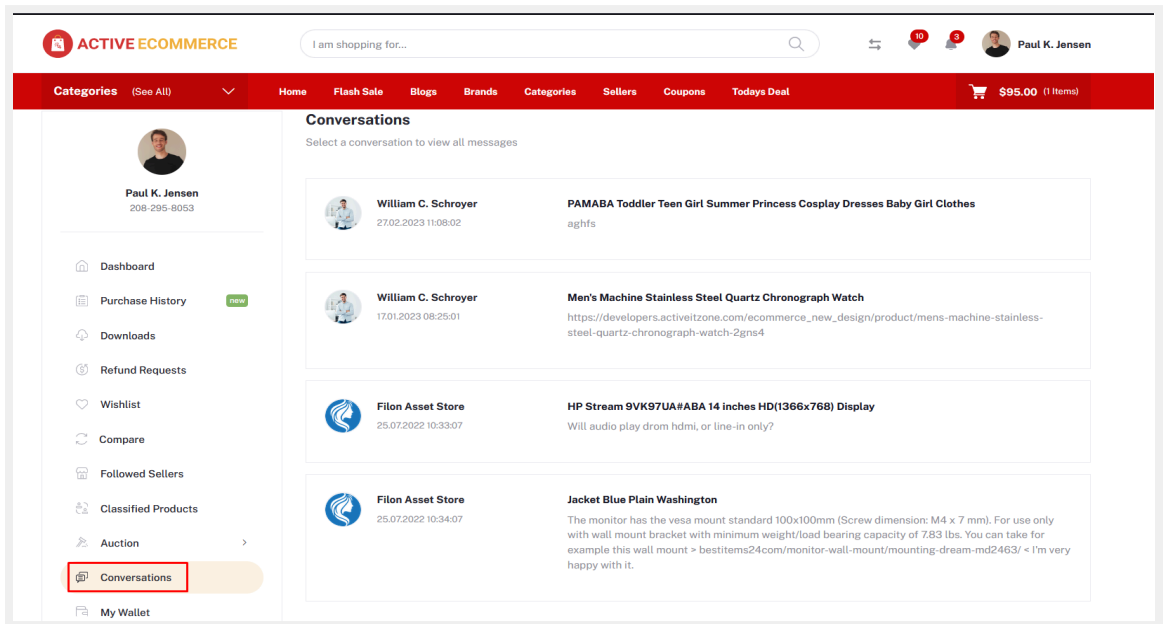 ACTIVE ECOMMERCE
I am shopping for...
10
3
Paul K. Jensen
Categories (See All)
Home Flash Sale Blogs Brands Categories Sellers Coupons Todays Deal
$95.00 (1 Items)
Paul K. Jensen
208-295-8053
Dashboard
Purchase History new
Downloads
Refund Requests
Wishlist
Compare
Followed Sellers
Classified Products
Auction
Conversations
My Wallet
Conversations
Select a conversation to view all messages
William C. Schroyer
27.02.2023 11:08:02
PAMABA Toddler Teen Girl Summer Princess Cosplay Dresses Baby Girl Clothes
aghfs
William C. Schroyer
17.01.2023 08:25:01
Men's Machine Stainless Steel Quartz Chronograph Watch
https://developers.activeitzone.com/ecommerce_new_design/product/mens-machine-stainless-
steel-quartz-chronograph-watch-2gns4
Filon Asset Store
25.07.2022 10:33:07
HP Stream 9VK97UA#ABA 14 inches HD(1366x768) Display
Will audio play drom hdmi, or line-in only?
Filon Asset Store
25.07.2022 10:34:07
Jacket Blue Plain Washington
The monitor has the vesa mount standard 100x100mm (Screw dimension: M4 x 7 mm). For use only
with wall mount bracket with minimum weight/load bearing capacity of 7.83 lbs. You can take for
example this wall mount > bestitems24com/monitor-wall-mount/mounting-dream-md2463/ < I'm very
happy with it.